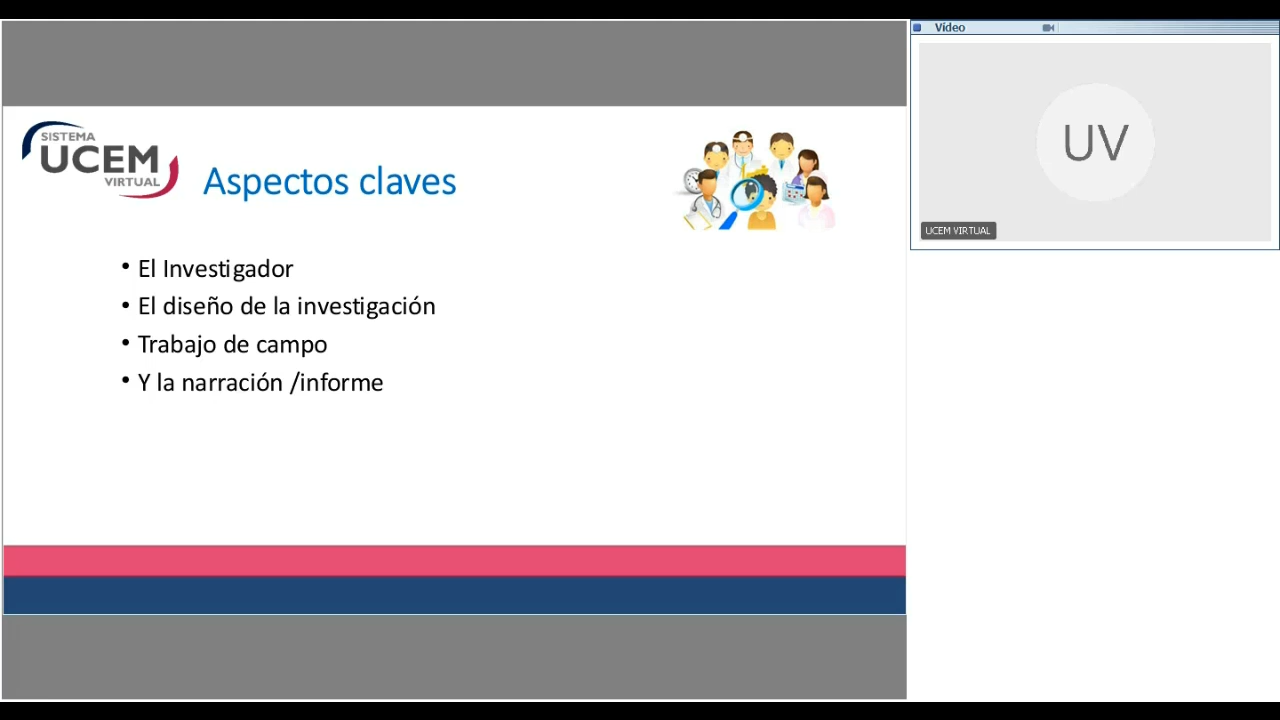 SISTEMA
UCEM
VIRTUAL
Aspectos claves
• El Investigador
• El diseño de la investigación
• Trabajo de campo
• Y la narración /informe
Vídeo
UV
UCEM VIRTUAL